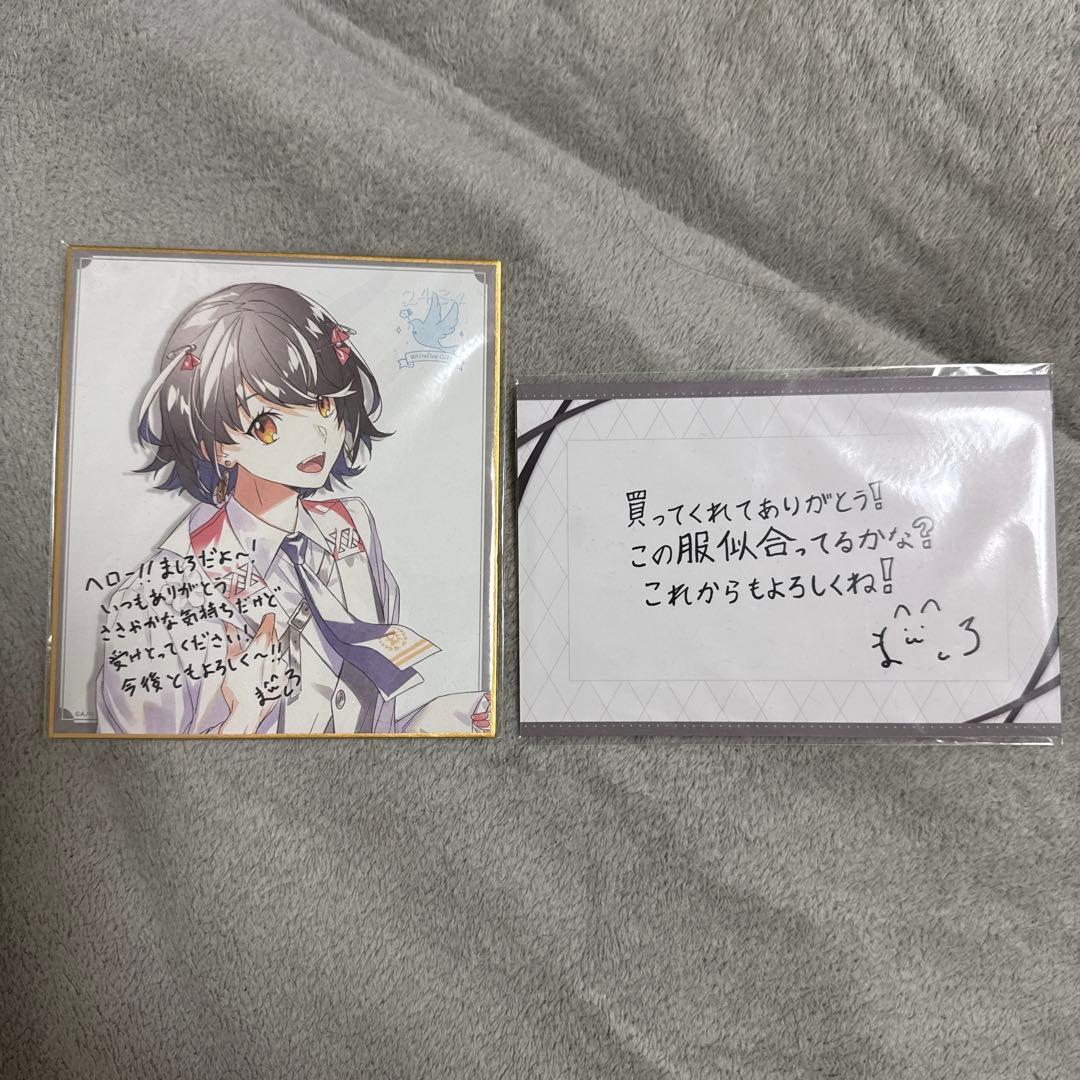 2434
WhiteDay Gift
ヘロー!!ましろだよ〜!
いつもありがとう
ささやかな気持ちだけど
受けとってください!
今後ともよろしく〜!!
ましろ
買ってくれてありがとう!
この服似合ってるかな?
これからもよろしくね!
ましろ